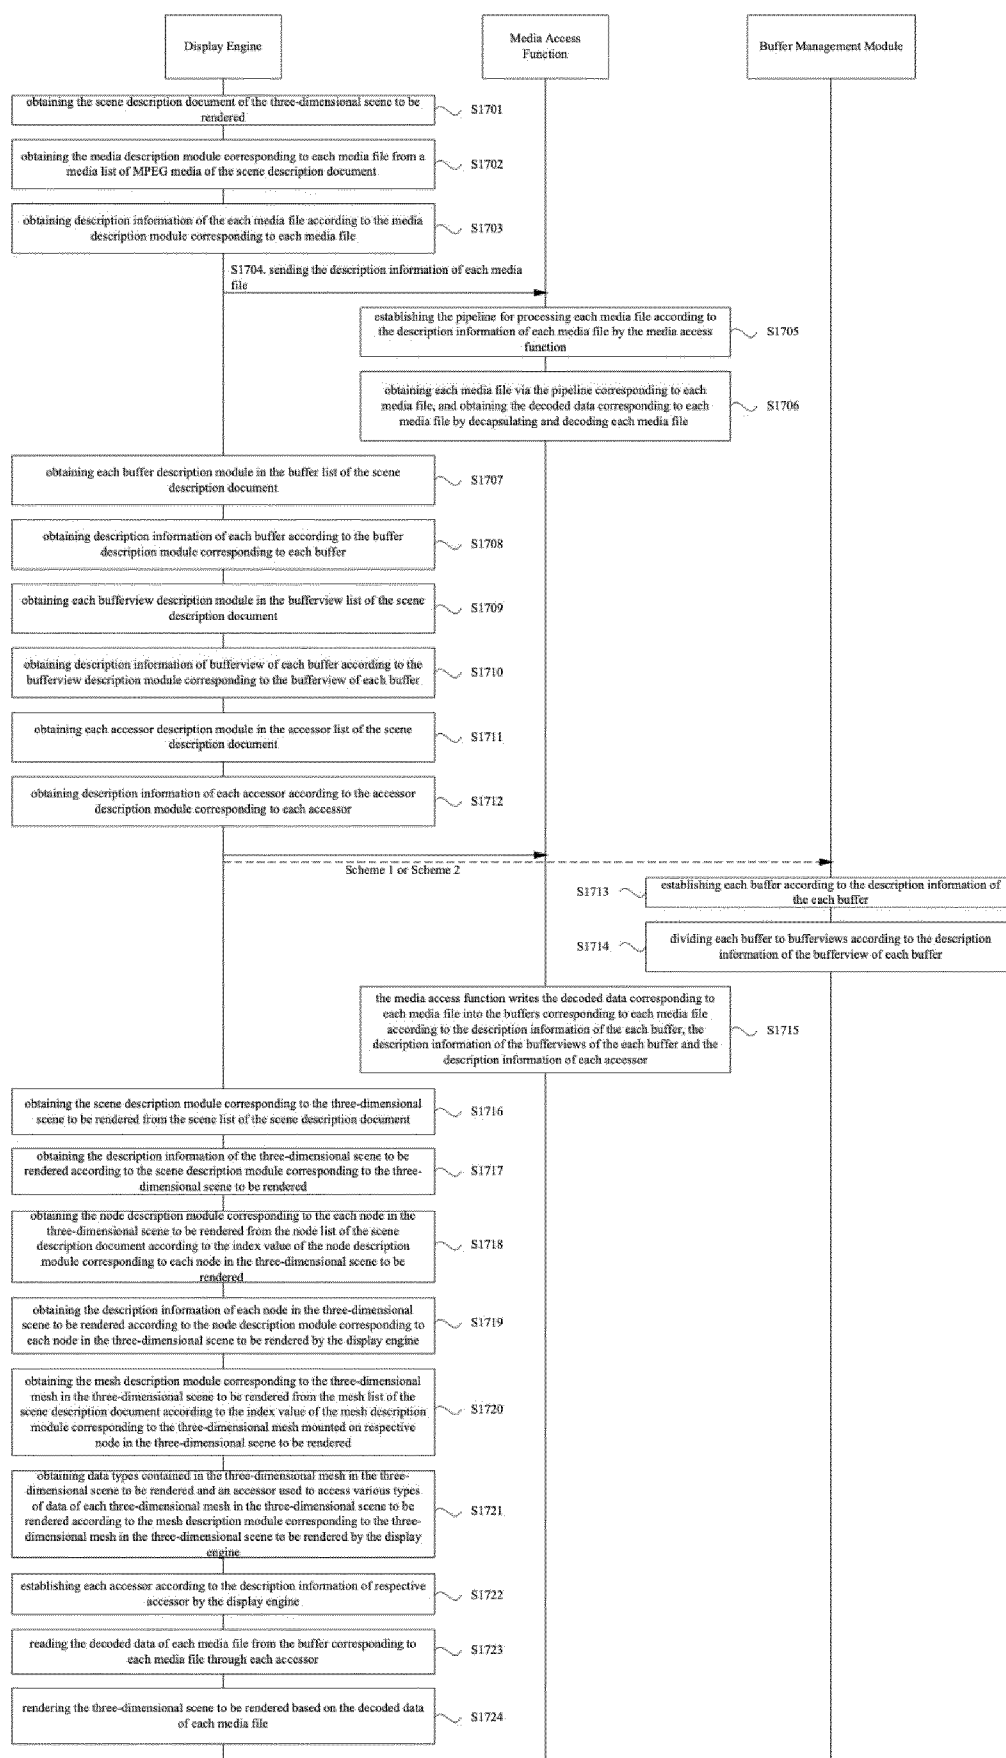 Display Engine
Media Access
Function
Buffer Management Module
obtaining the scene description document of the three-dimensional scene to be
rendered
S1701
obtaining the media description module corresponding to each media file from a
media list of MPEG media of the scene description document
S1702
obtaining description information of the each media file according to the media
description module corresponding to each media file
S1703
S1704. sending the description information of each media
file
establishing the pipeline for processing each media file according to
the description information of each media file by the media access
function
S1705
obtaining each media file via the pipeline corresponding to each
media file, and obtaining the decoded data corresponding to each
media file by decapsulating and decoding each media file
S1706
obtaining each buffer description module in the buffer list of the scene
description document
S1707
obtaining description information of each buffer according to the buffer
description module corresponding to each buffer
S1708
obtaining each bufferview description module in the bufferview list of the scene
description document
S1709
obtaining description information of bufferview of each buffer according to the
bufferview description module corresponding to the bufferview of each buffer
S1710
obtaining each accessor description module in the accessor list of the scene
description document
S1711
obtaining description information of each accessor according to the accessor
description module corresponding to each accessor
S1712
Scheme 1 or Scheme 2
S1713
establishing each buffer according to the description information of
the each buffer
S1714
dividing each buffer to bufferviews according to the description
information of the bufferview of each buffer
the media access function writes the decoded data corresponding to
each media file into the buffers corresponding to each media file
according to the description information of the each buffer, the
description information of the bufferviews of the each buffer and the
description information of each accessor
S1715
obtaining the scene description module corresponding to the three-dimensional
scene to be rendered from the scene list of the scene description document
S1716
obtaining the description information of the three-dimensional scene to be
rendered according to the scene description module corresponding to the three-
dimensional scene to be rendered
S1717
obtaining the node description module corresponding to the each node in the
three-dimensional scene to be rendered from the node list of the scene
description document according to the index value of the node description
module corresponding to each node in the three-dimensional scene to be
rendered
S1718
obtaining the description information of each node in the three-dimensional
scene to be rendered according to the node description module corresponding to
each node in the three-dimensional scene to be rendered by the display engine
S1719
obtaining the mesh description module corresponding to the three-dimensional
mesh in the three-dimensional scene to be rendered from the mesh list of the
scene description document according to the index value of the mesh description
module corresponding to the three-dimensional mesh mounted on respective
node in the three-dimensional scene to be rendered
S1720
obtaining data types contained in the three-dimensional mesh in the three-
dimensional scene to be rendered and an accessor used to access various types
of data of each three-dimensional mesh in the three-dimensional scene to be
rendered according to the mesh description module corresponding to the three-
dimensional mesh in the three-dimensional scene to be rendered by the display
engine
S1721
establishing each accessor according to the description information of respective
accessor by the display engine
S1722
reading the decoded data of each media file from the buffer corresponding to
each media file through each accessor
S1723
rendering the three-dimensional scene to be rendered based on the decoded data
of each media file
S1724